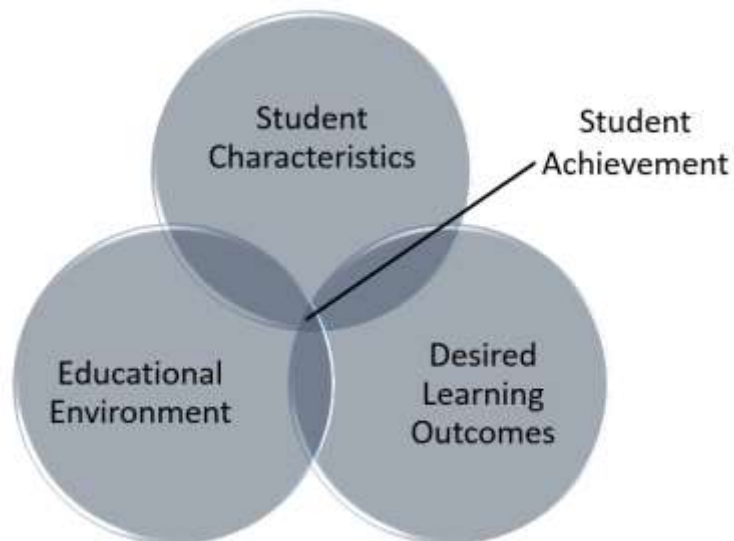 Student
Characteristics
Student
Achievement
Educational
Environment
Desired
Learning
Outcomes